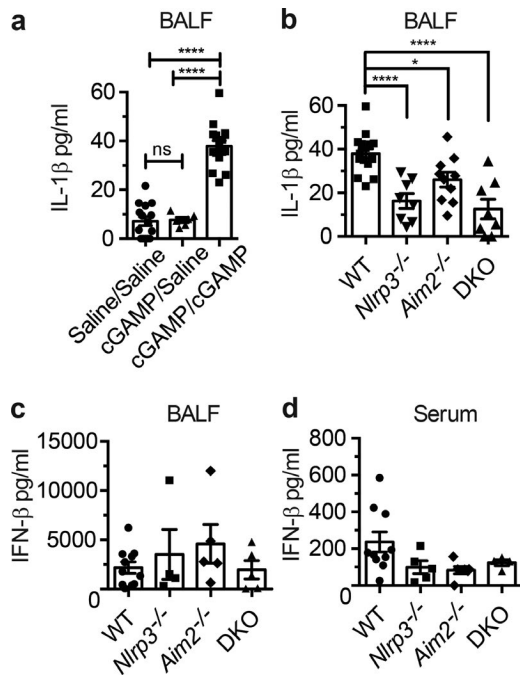 a
BALF
****
****
ns
IL-1β pg/ml
60
40
20
0
Saline/Saline
cGAMP/Saline
cGAMP/cGAMP
b
BALF
****
*
****
IL-1β pg/ml
60
40
20
0
WT
Nlrp3-/-
Aim2-/-
DKO
c
BALF
IFN-β pg/ml
15000
10000
5000
0
WT
Nlrp3-/-
Aim2-/-
DKO
d
Serum
IFN-β pg/ml
800
600
400
200
0
WT
Nlrp3-/-
Aim2-/-
DKO